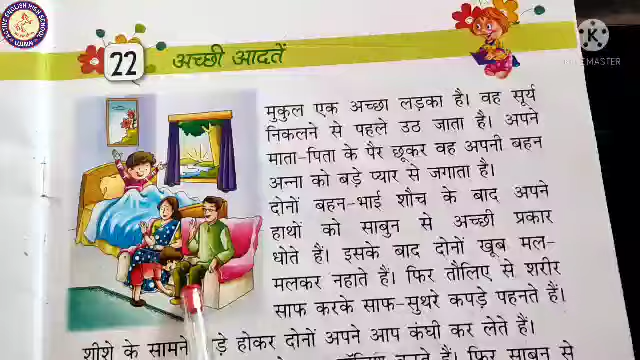 22 अच्छी आदतें
मुकुल एक अच्छा लड़का है। वह सूर्य
निकलने से पहले उठ जाता है। अपने
माता-पिता के पैर छूकर वह अपनी बहन
अन्ना को बड़े प्यार से जगाता है।
दोनों बहन-भाई शौच के बाद अपने
हाथों को साबुन से अच्छी प्रकार
धोते हैं। इसके बाद दोनों खूब मल-
मलकर नहाते हैं। फिर तौलिए से शरीर
साफ करके साफ-सुथरे कपड़े पहनते हैं।
शीशे के सामने ड़े होकर दोनों अपने आप कंघी कर लेते हैं।
हैं। फिर साबुन से
K